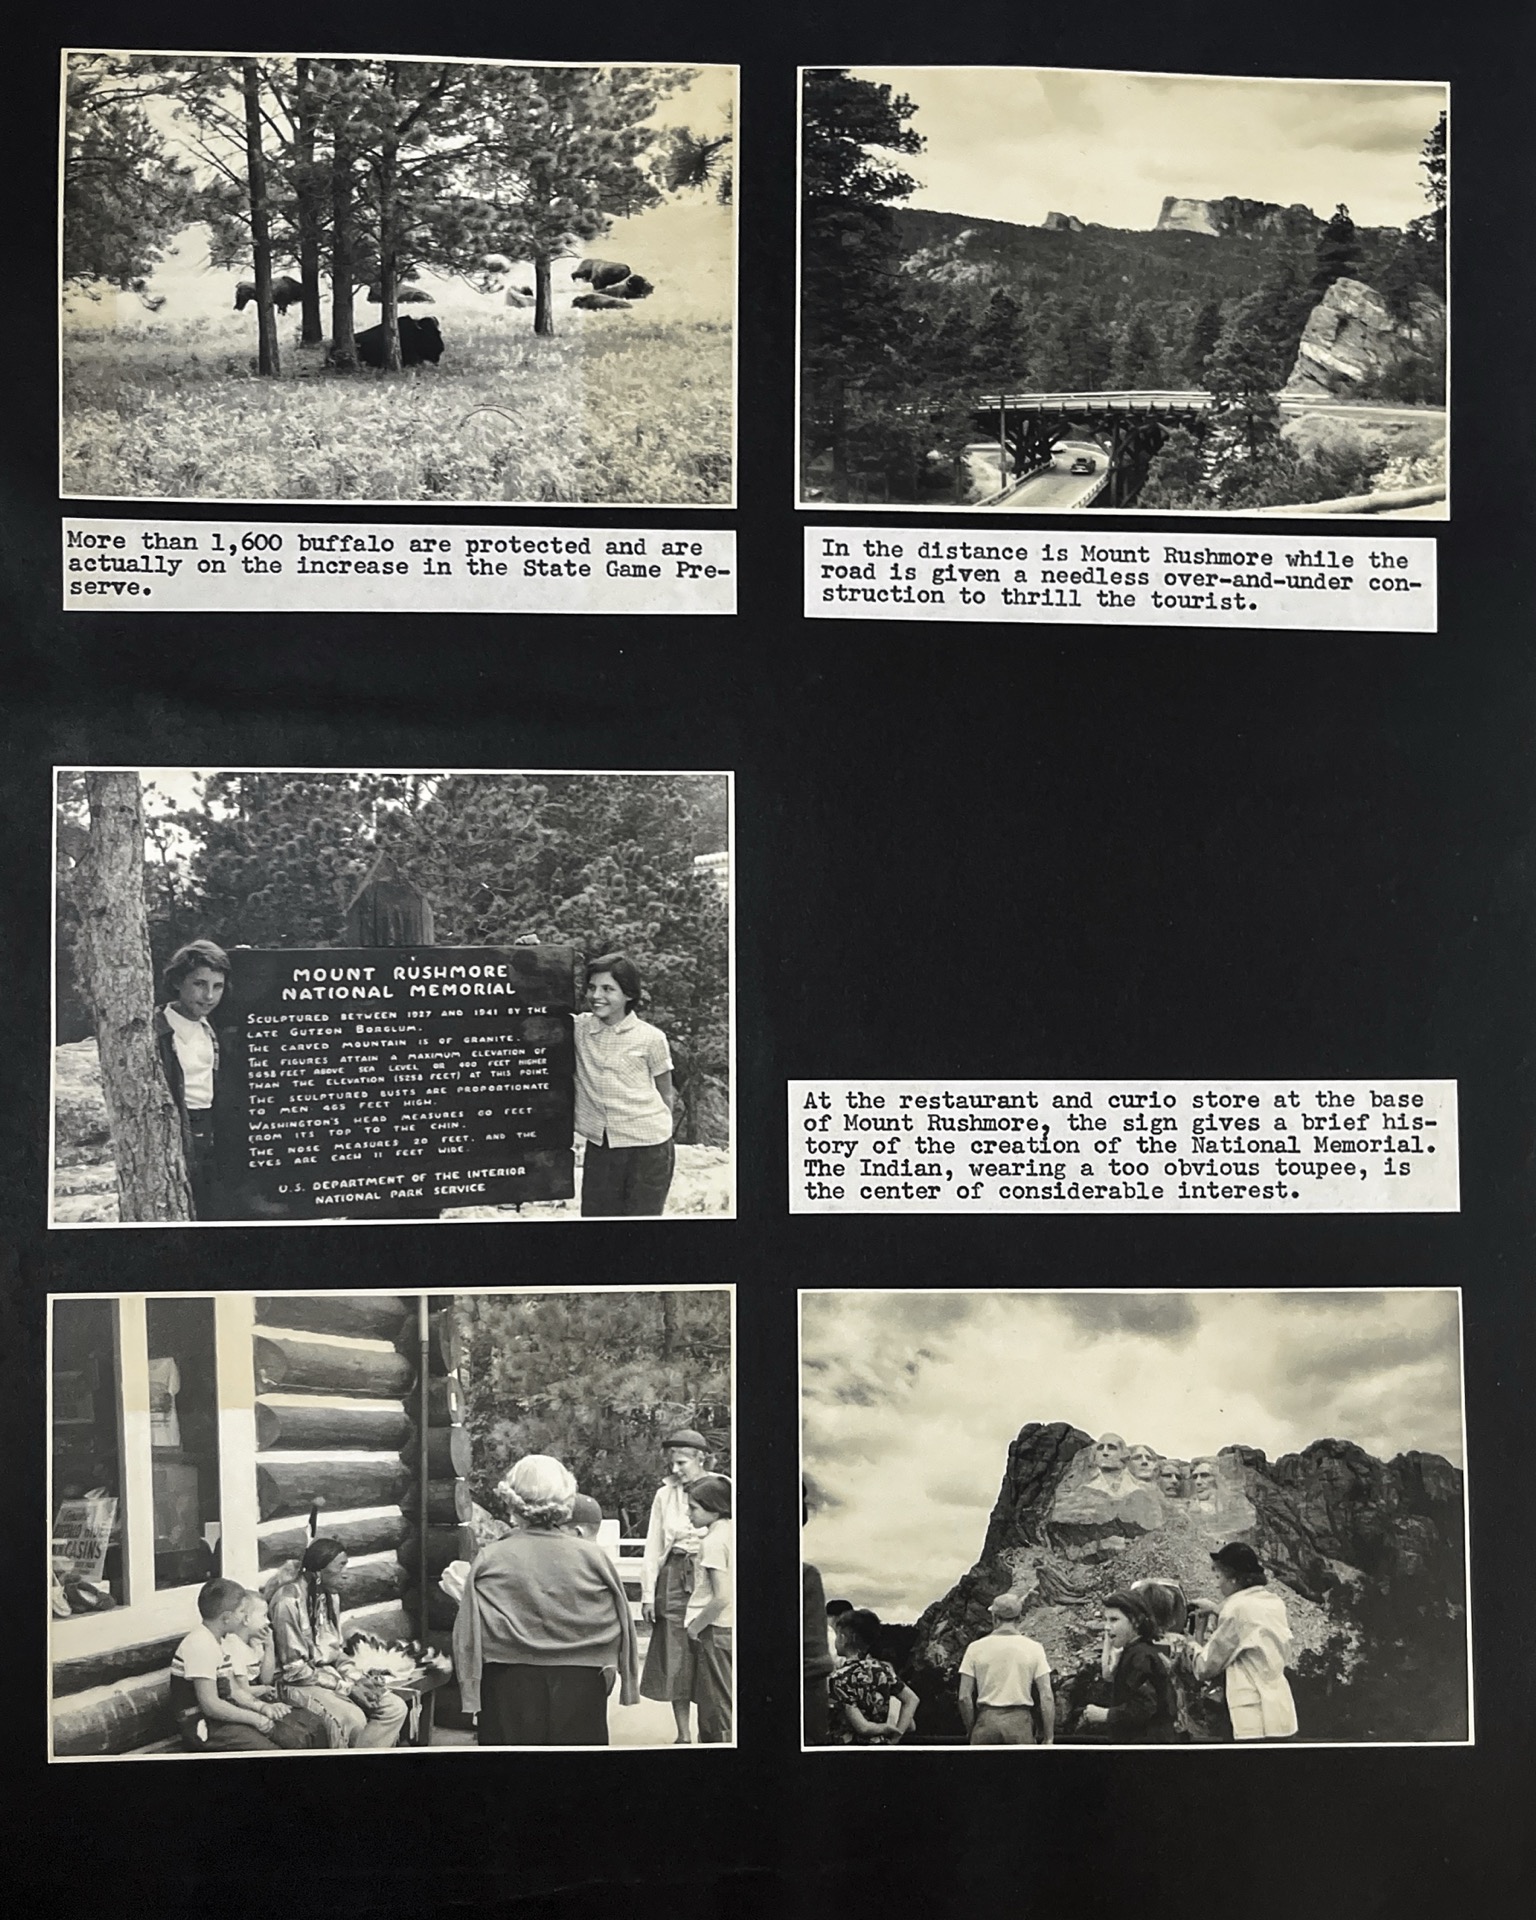 More than 1,600 buffalo are protected and are
actually on the increase in the State Game Pre-
serve.
In the distance is Mount Rushmore while the
road is given a needless over-and-under con-
struction to thrill the tourist.
MOUNT RUSHMORE
NATIONAL MEMORIAL
SCULPTURED BETWEEN 1927 AND 1941 BY THE
LATE GUTZON BORGLUM.
THE CARVED MOUNTAIN IS OF GRANITE.
THE FIGURES ATTAIN A MAXIMUM ELEVATION OF
5658 FEET ABOVE SEA LEVEL OR 400 FEET HIGHER
THAN THE ELEVATION (5258 FEET) AT THIS POINT.
THE SCULPTURED BUSTS ARE PROPORTIONATE
TO MEN 465 FEET HIGH.
WASHINGTON'S HEAD MEASURES 60 FEET
FROM ITS TOP TO THE CHIN.
THE NOSE MEASURES 20 FEET, AND THE
EYES ARE EACH 11 FEET WIDE.
U.S. DEPARTMENT OF THE INTERIOR
NATIONAL PARK SERVICE
At the restaurant and curio store at the base
of Mount Rushmore, the sign gives a brief his-
tory of the creation of the National Memorial.
The Indian, wearing a too obvious toupee, is
the center of considerable interest.